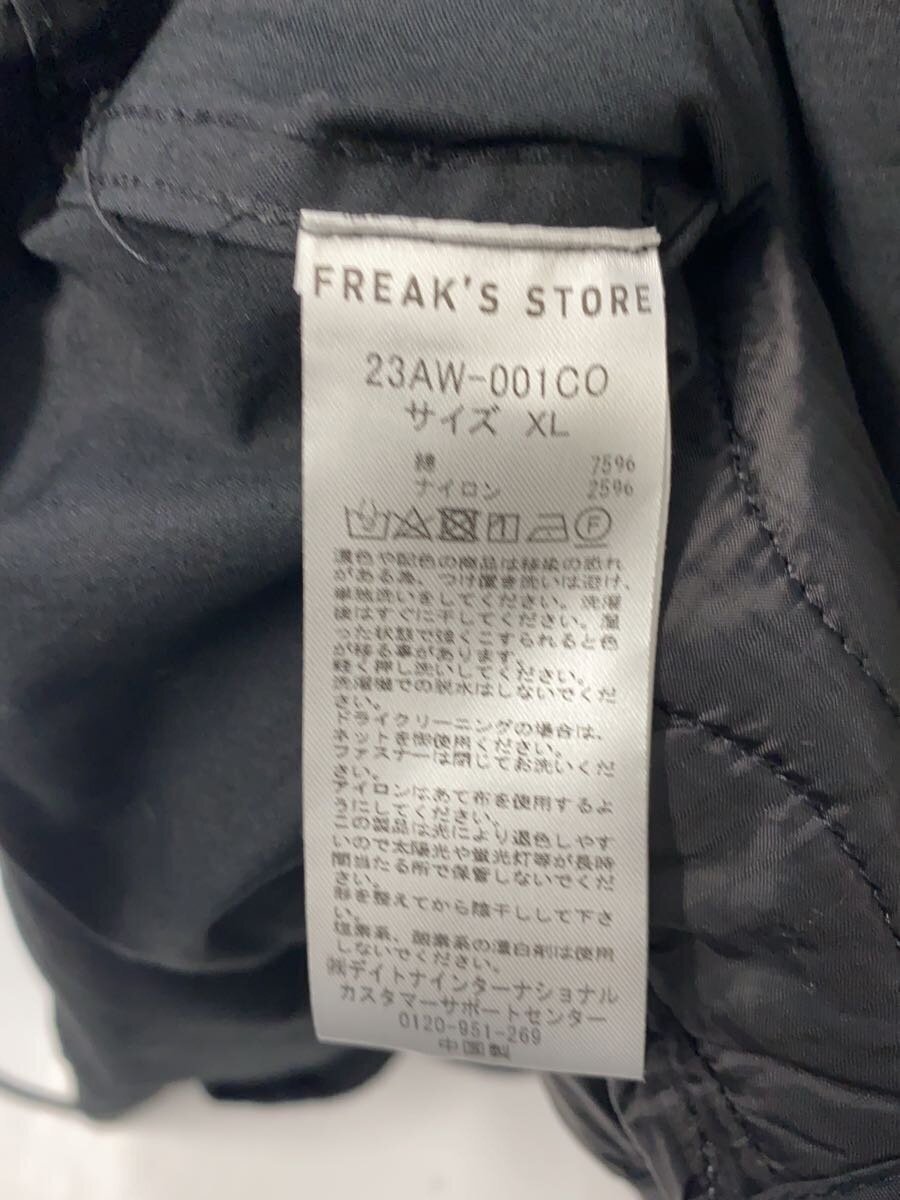 FREAK'S STORE
23AW-001CO
サイズ XL
綿 75%
ナイロン 25%
F
濃色や配色の商品は移染の恐れ
がある為、つけ置き洗いは避け、
単独洗いをしてください。洗濯
後はすぐに干してください。湿
った状態で強くこすられると色
が移る事があります。
軽く押し洗いしてください。
洗濯機での脱水はしないでくだ
さい。
ドライクリーニングの場合は、
ネットを御使用ください。
ファスナーは閉じてお洗いくだ
さい。
アイロンはあて布を使用するよ
うにしてください。
この製品は光により退色しやす
いので太陽光や蛍光灯等が長時
間当たる所で保管しないでくだ
さい。
形を整えてから陰干しして下さ
い。
塩素系、酸素系の漂白剤は使用
しないでください。
㈱デイトナインターナショナル
カスタマーサポートセンター
0120-951-269
中国製